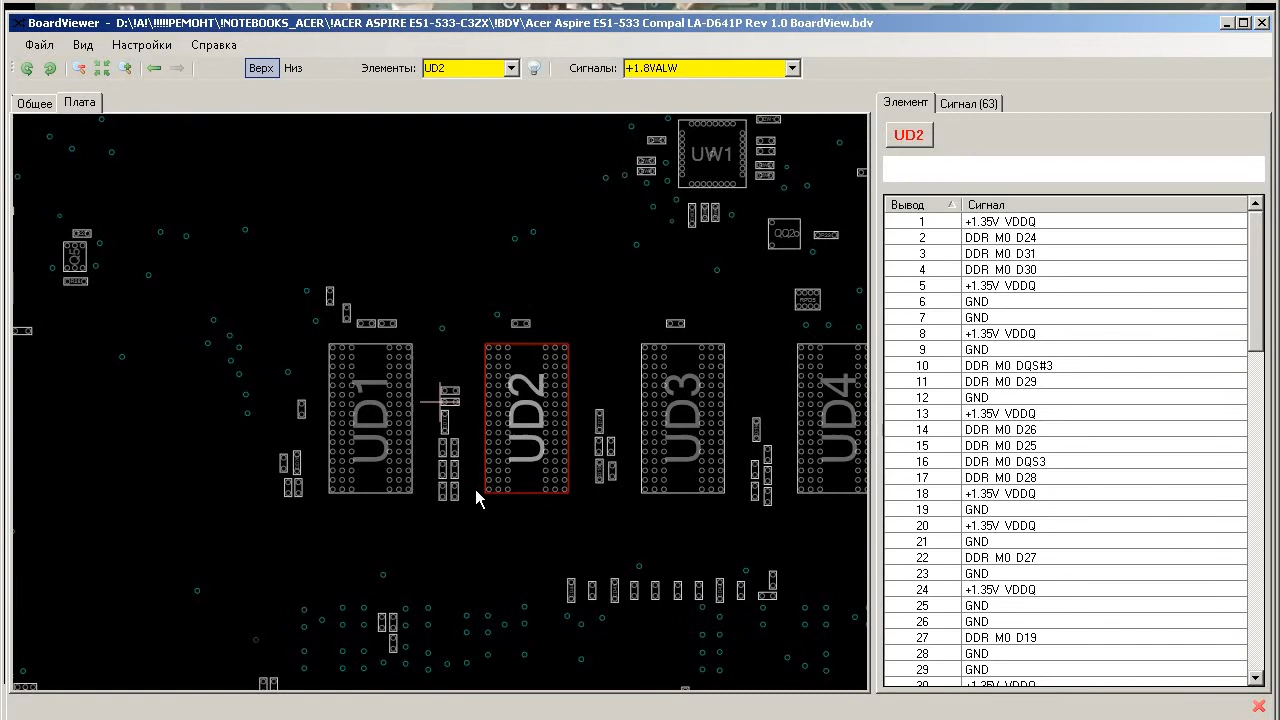 BoardViewer - D:\!A!\!!!!!РЕМОНТ\!NOTEBOOKS_ACER\!ACER ASPIRE ES1-533-C3ZX\!BDV\Acer Aspire ES1-533 Compal LA-D641P Rev 1.0 BoardView.bdv
Файл Вид Настройки Справка
Верх Низ Элементы: UD2 Сигналы: +1.8VALW
Общее Плата
Элемент Сигнал (63)
UD2
Вывод Сигнал
1 +1.35V_VDDQ
2 DDR_M0_D24
3 DDR_M0_D31
4 DDR_M0_D30
5 +1.35V_VDDQ
6 GND
7 GND
8 +1.35V_VDDQ
9 GND
10 DDR_M0_DQS#3
11 DDR_M0_D29
12 GND
13 +1.35V_VDDQ
14 DDR_M0_D26
15 DDR_M0_D25
16 DDR_M0_DQS3
17 DDR_M0_D28
18 +1.35V_VDDQ
19 GND
20 +1.35V_VDDQ
21 GND
22 DDR_M0_D27
23 GND
24 +1.35V_VDDQ
25 GND
26 GND
27 DDR_M0_D19
28 GND
29 GND
30 +1.35V_VDDQ
UW1
QQ2
Q5
UD1
UD2
UD3
UD4